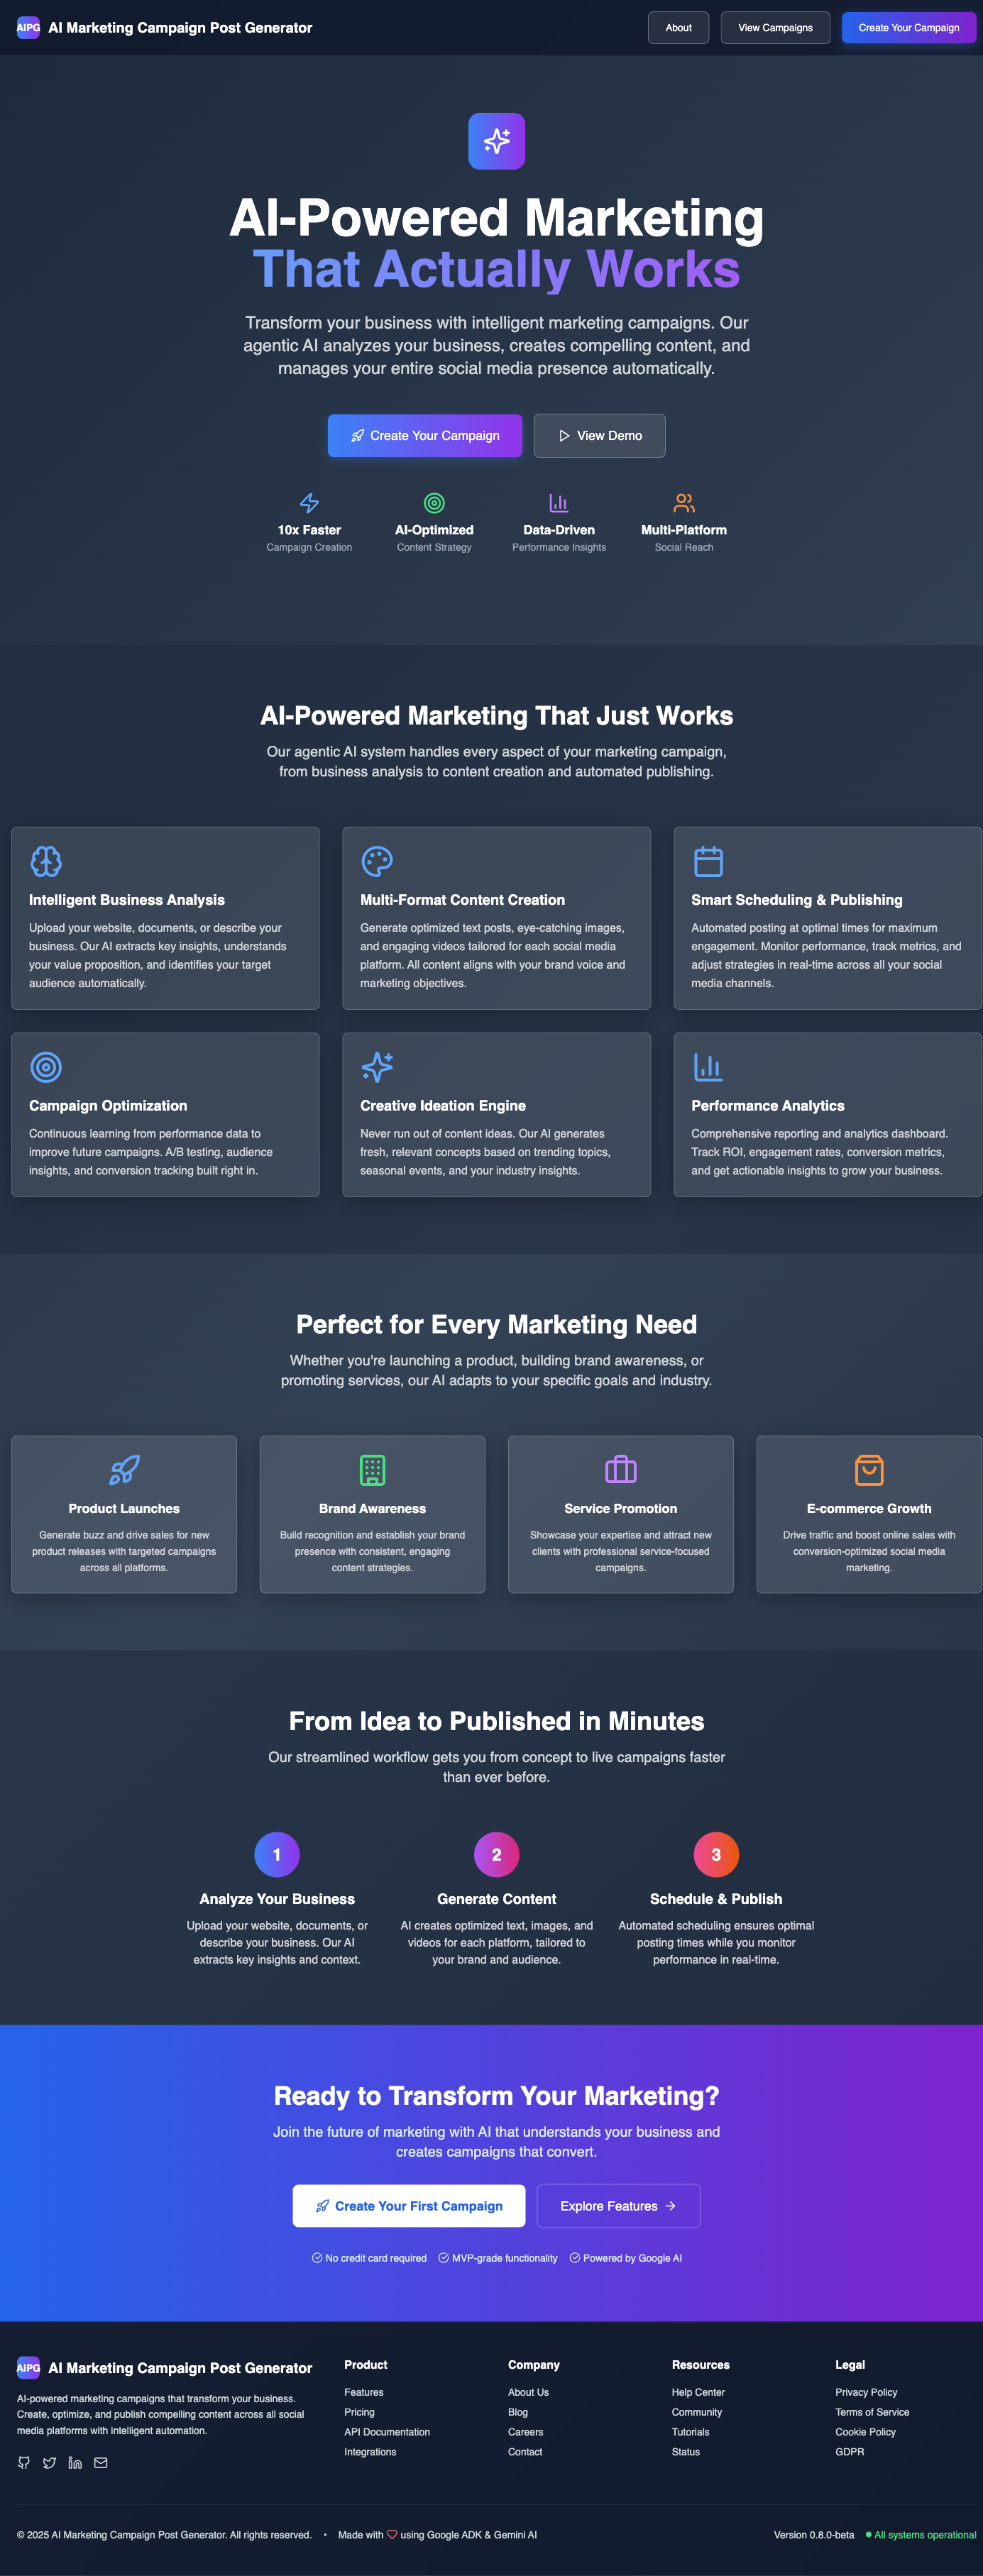 AIPG AI Marketing Campaign Post Generator
About
View Campaigns
Create Your Campaign
AI-Powered Marketing
That Actually Works
Transform your business with intelligent marketing campaigns. Our
agentic AI analyzes your business, creates compelling content, and
manages your entire social media presence automatically.
Create Your Campaign
View Demo
10x Faster
Campaign Creation
AI-Optimized
Content Strategy
Data-Driven
Performance Insights
Multi-Platform
Social Reach
AI-Powered Marketing That Just Works
Our agentic AI system handles every aspect of your marketing campaign,
from business analysis to content creation and automated publishing.
Intelligent Business Analysis
Upload your website, documents, or describe your
business. Our AI extracts key insights, understands
your value proposition, and identifies your target
audience automatically.
Multi-Format Content Creation
Generate optimized text posts, eye-catching images,
and engaging videos tailored for each social media
platform. All content aligns with your brand voice and
marketing objectives.
Smart Scheduling & Publishing
Automated posting at optimal times for maximum
engagement. Monitor performance, track metrics, and
adjust strategies in real-time across all your social
media channels.
Campaign Optimization
Continuous learning from performance data to
improve future campaigns. A/B testing, audience
insights, and conversion tracking built right in.
Creative Ideation Engine
Never run out of content ideas. Our AI generates
fresh, relevant concepts based on trending topics,
seasonal events, and your industry insights.
Performance Analytics
Comprehensive reporting and analytics dashboard.
Track ROI, engagement rates, conversion metrics,
and get actionable insights to grow your business.
Perfect for Every Marketing Need
Whether you're launching a product, building brand awareness, or
promoting services, our AI adapts to your specific goals and industry.
Product Launches
Generate buzz and drive sales for new
product releases with targeted campaigns
across all platforms.
Brand Awareness
Build recognition and establish your brand
presence with consistent, engaging
content strategies.
Service Promotion
Showcase your expertise and attract new
clients with professional service-focused
campaigns.
E-commerce Growth
Drive traffic and boost online sales with
conversion-optimized social media
marketing.
From Idea to Published in Minutes
Our streamlined workflow gets you from concept to live campaigns faster
than ever before.
1
Analyze Your Business
Upload your website, documents, or
describe your business. Our AI
extracts key insights and context.
2
Generate Content
AI creates optimized text, images, and
videos for each platform, tailored to
your brand and audience.
3
Schedule & Publish
Automated scheduling ensures optimal
posting times while you monitor
performance in real-time.
Ready to Transform Your Marketing?
Join the future of marketing with AI that understands your business and
creates campaigns that convert.
Create Your First Campaign
Explore Features
No credit card required
MVP-grade functionality
Powered by Google AI
AIPG AI Marketing Campaign Post Generator
AI-powered marketing campaigns that transform your business.
Create, optimize, and publish compelling content across all social
media platforms with intelligent automation.
Product
Features
Pricing
API Documentation
Integrations
Company
About Us
Blog
Careers
Contact
Resources
Help Center
Community
Tutorials
Status
Legal
Privacy Policy
Terms of Service
Cookie Policy
GDPR
© 2025 AI Marketing Campaign Post Generator. All rights reserved. • Made with using Google ADK & Gemini AI
Version 0.8.0-beta
All systems operational